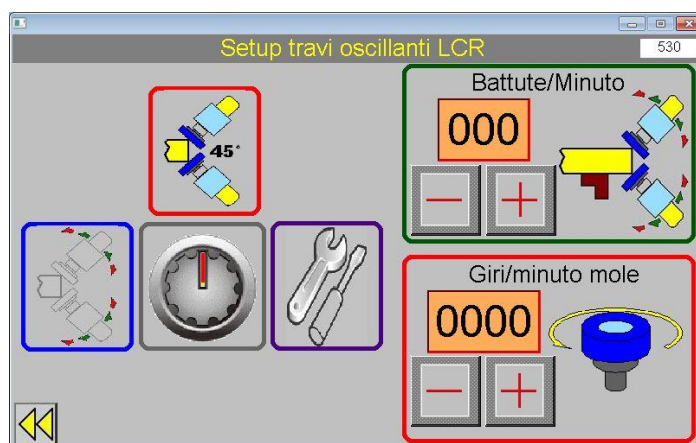 Setup travi oscillanti LCR
530
Battute/Minuto
45°
000
Giri/minuto mole
0000